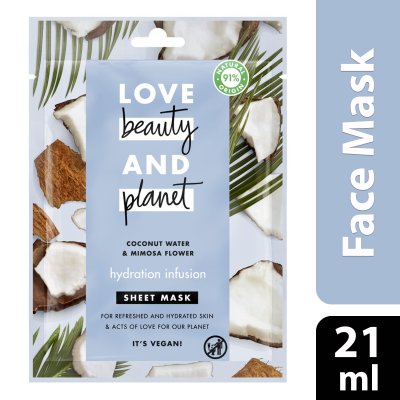 LOVE
beauty
AND
planet
NATURAL
91%
ORIGIN
COCONUT WATER
& MIMOSA FLOWER
hydration infusion
SHEET MASK
FOR REFRESHED AND HYDRATED SKIN
& ACTS OF LOVE FOR OUR PLANET
IT'S VEGAN!
Face Mask
21
ml